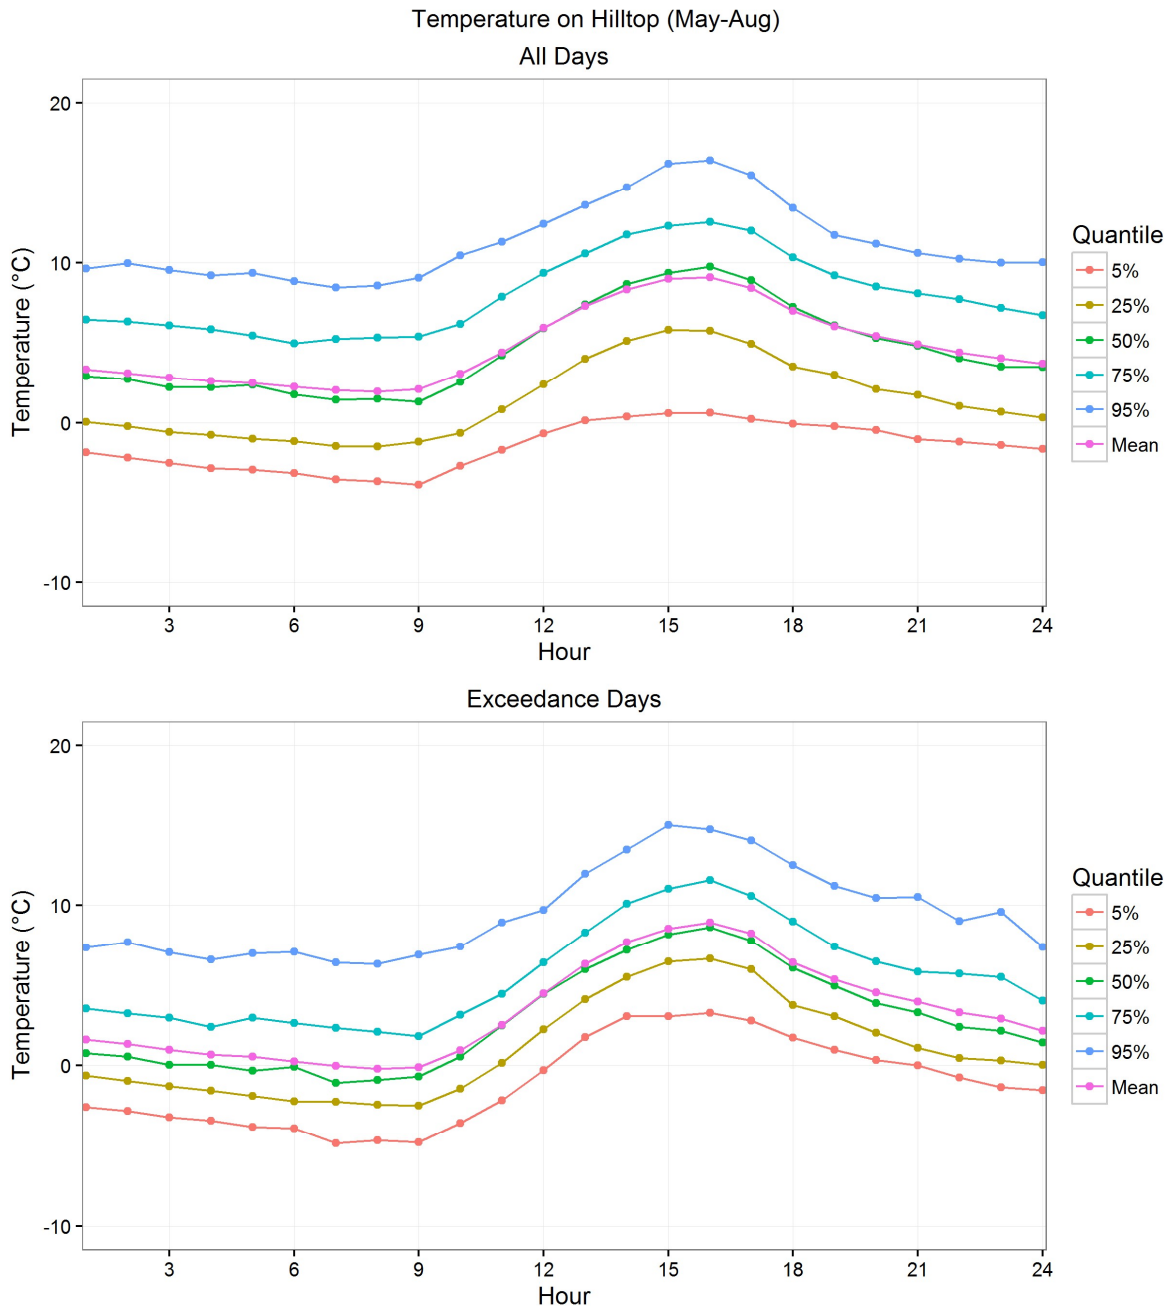 Temperature on Hilltop (May-Aug)
All Days
Temperature (°C)
20
10
0
-10
3 6 9 12 15 18 21 24
Hour
Quantile
5%
25%
50%
75%
95%
Mean
Exceedance Days
Temperature (°C)
20
10
0
-10
3 6 9 12 15 18 21 24
Hour
Quantile
5%
25%
50%
75%
95%
Mean